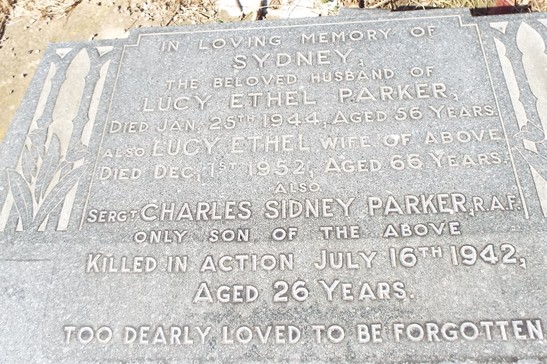 IN LOVING MEMORY OF
SYDNEY,
THE BELOVED HUSBAND OF
LUCY ETHEL PARKER,
DIED JAN. 25TH 1944, AGED 56 YEARS.
ALSO LUCY ETHEL WIFE OF ABOVE
DIED DEC. 1ST 1952, AGED 66 YEARS.
ALSO
SERGT CHARLES SIDNEY PARKER, R.A.F.
ONLY SON OF THE ABOVE
KILLED IN ACTION JULY 16TH 1942,
AGED 26 YEARS.
TOO DEARLY LOVED TO BE FORGOTTEN